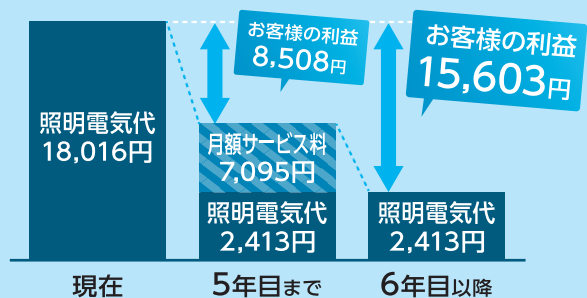 お客様の利益
8,508円
お客様の利益
15,603円
照明電気代
18,016円
月額サービス料
7,095円
照明電気代
2,413円
照明電気代
2,413円
現在
5年目まで
6年目以降